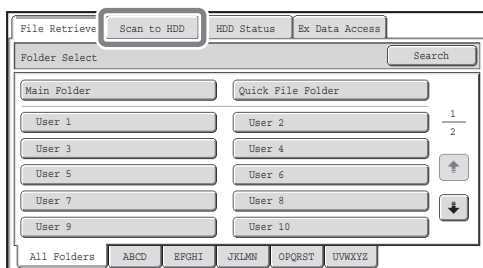 File Retrieve Scan to HDD HDD Status Ex Data Access
Folder Select Search
Main Folder Quick File Folder
User 1 User 2 1
2
User 3 User 4
User 5 User 6
User 7 User 8
User 9 User 10
All Folders ABCD EFGHI JKLMN OPQRST UVWXYZ